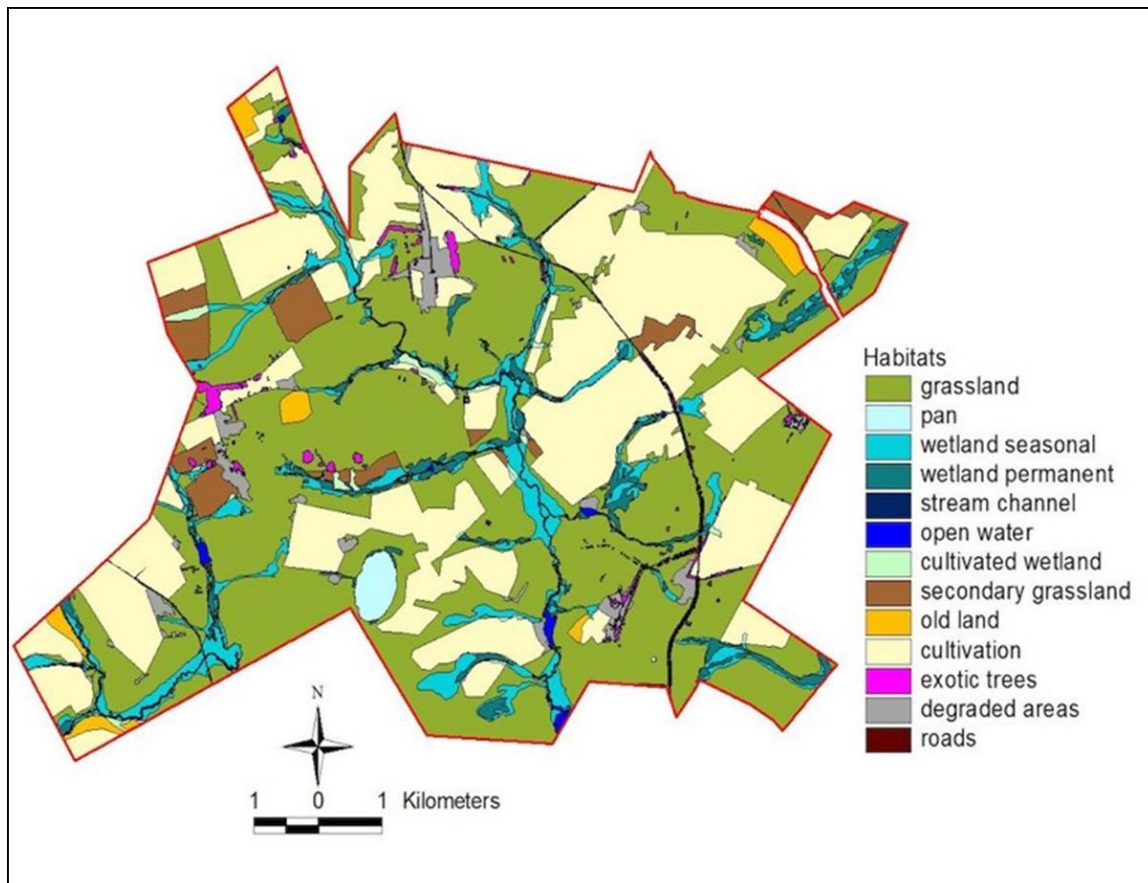 Habitats
grassland
pan
wetland seasonal
wetland permanent
stream channel
open water
cultivated wetland
secondary grassland
old land
cultivation
exotic trees
degraded areas
roads
N
1 0 1 Kilometers